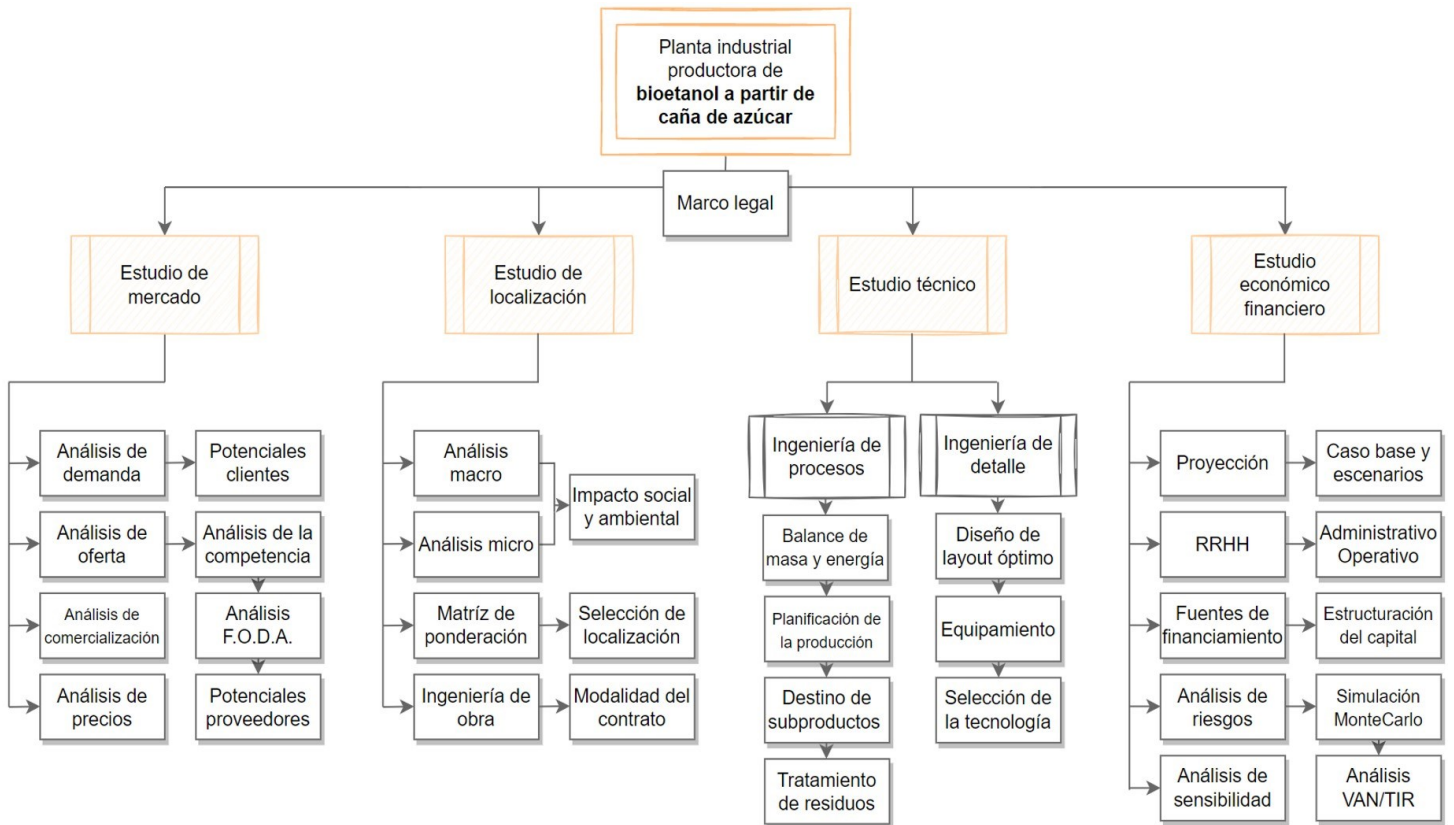 Planta industrial
productora de
bioetanol a partir de
caña de azúcar
Marco legal
Estudio de
mercado
Estudio de
localización
Estudio técnico
Estudio
económico
financiero
Análisis de
demanda
Potenciales
clientes
Análisis de
oferta
Análisis de la
competencia
Análisis de
comercialización
Análisis
F.O.D.A.
Análisis de
precios
Potenciales
proveedores
Análisis
macro
Impacto social
y ambiental
Análisis micro
Matríz de
ponderación
Selección de
localización
Ingeniería de
obra
Modalidad del
contrato
Ingeniería de
procesos
Balance de
masa y energía
Planificación de
la producción
Destino de
subproductos
Tratamiento
de residuos
Ingeniería de
detalle
Diseño de
layout óptimo
Equipamiento
Selección de
la tecnología
Proyección
Caso base y
escenarios
RRHH
Administrativo
Operativo
Fuentes de
financiamiento
Estructuración
del capital
Análisis de
riesgos
Simulación
MonteCarlo
Análisis de
sensibilidad
Análisis
VAN/TIR